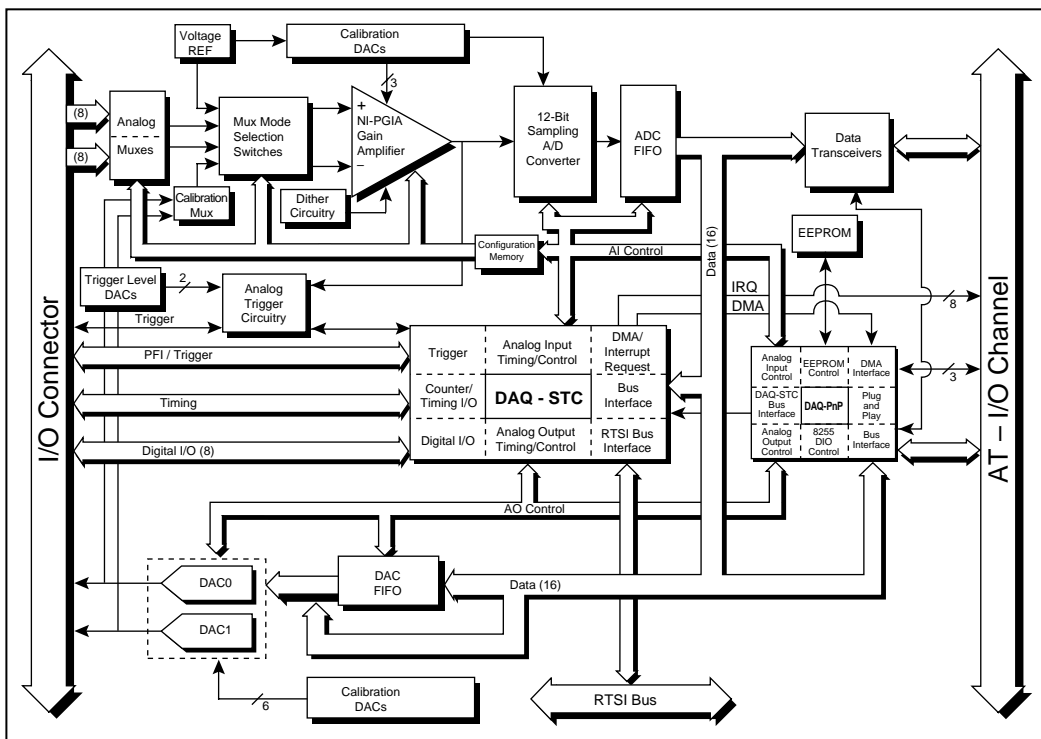 Voltage
REF
Calibration
DACs
3
(8)
(8)
Analog
Muxes
Mux Mode
Selection
Switches
+
NI-PGIA
Gain
Amplifier
–
12-Bit
Sampling
A/D
Converter
ADC
FIFO
Data
Transceivers
Calibration
Mux
Dither
Circuitry
Configuration
Memory
AI Control
Data (16)
EEPROM
Trigger Level
DACs
2
Analog
Trigger
Circuitry
Trigger
IRQ
DMA
8
3
I/O Connector
AT – I/O Channel
PFI / Trigger
Timing
Digital I/O (8)
Trigger
Analog Input
Timing/Control
DMA/
Interrupt
Request
Counter/
Timing I/O
DAQ - STC
Bus
Interface
Digital I/O
Analog Output
Timing/Control
RTSI Bus
Interface
Analog
Input
Control
EEPROM
Control
DMA
Interface
DAQ-STC
Bus
Interface
DAQ-PnP
Plug
and
Play
Analog
Output
Control
8255
DIO
Control
Bus
Interface
AO Control
DAC0
DAC1
DAC
FIFO
Data (16)
6
Calibration
DACs
RTSI Bus